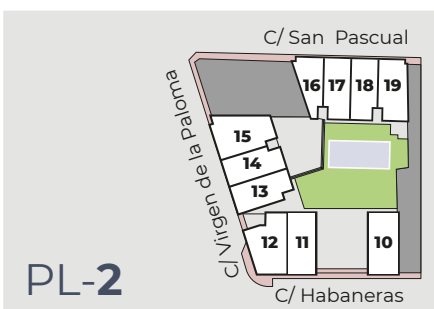 C/ San Pascual
16 17 18 19
C/ Virgen de la Paloma
15
14
13
12 11 10
PL-2
C/ Habaneras